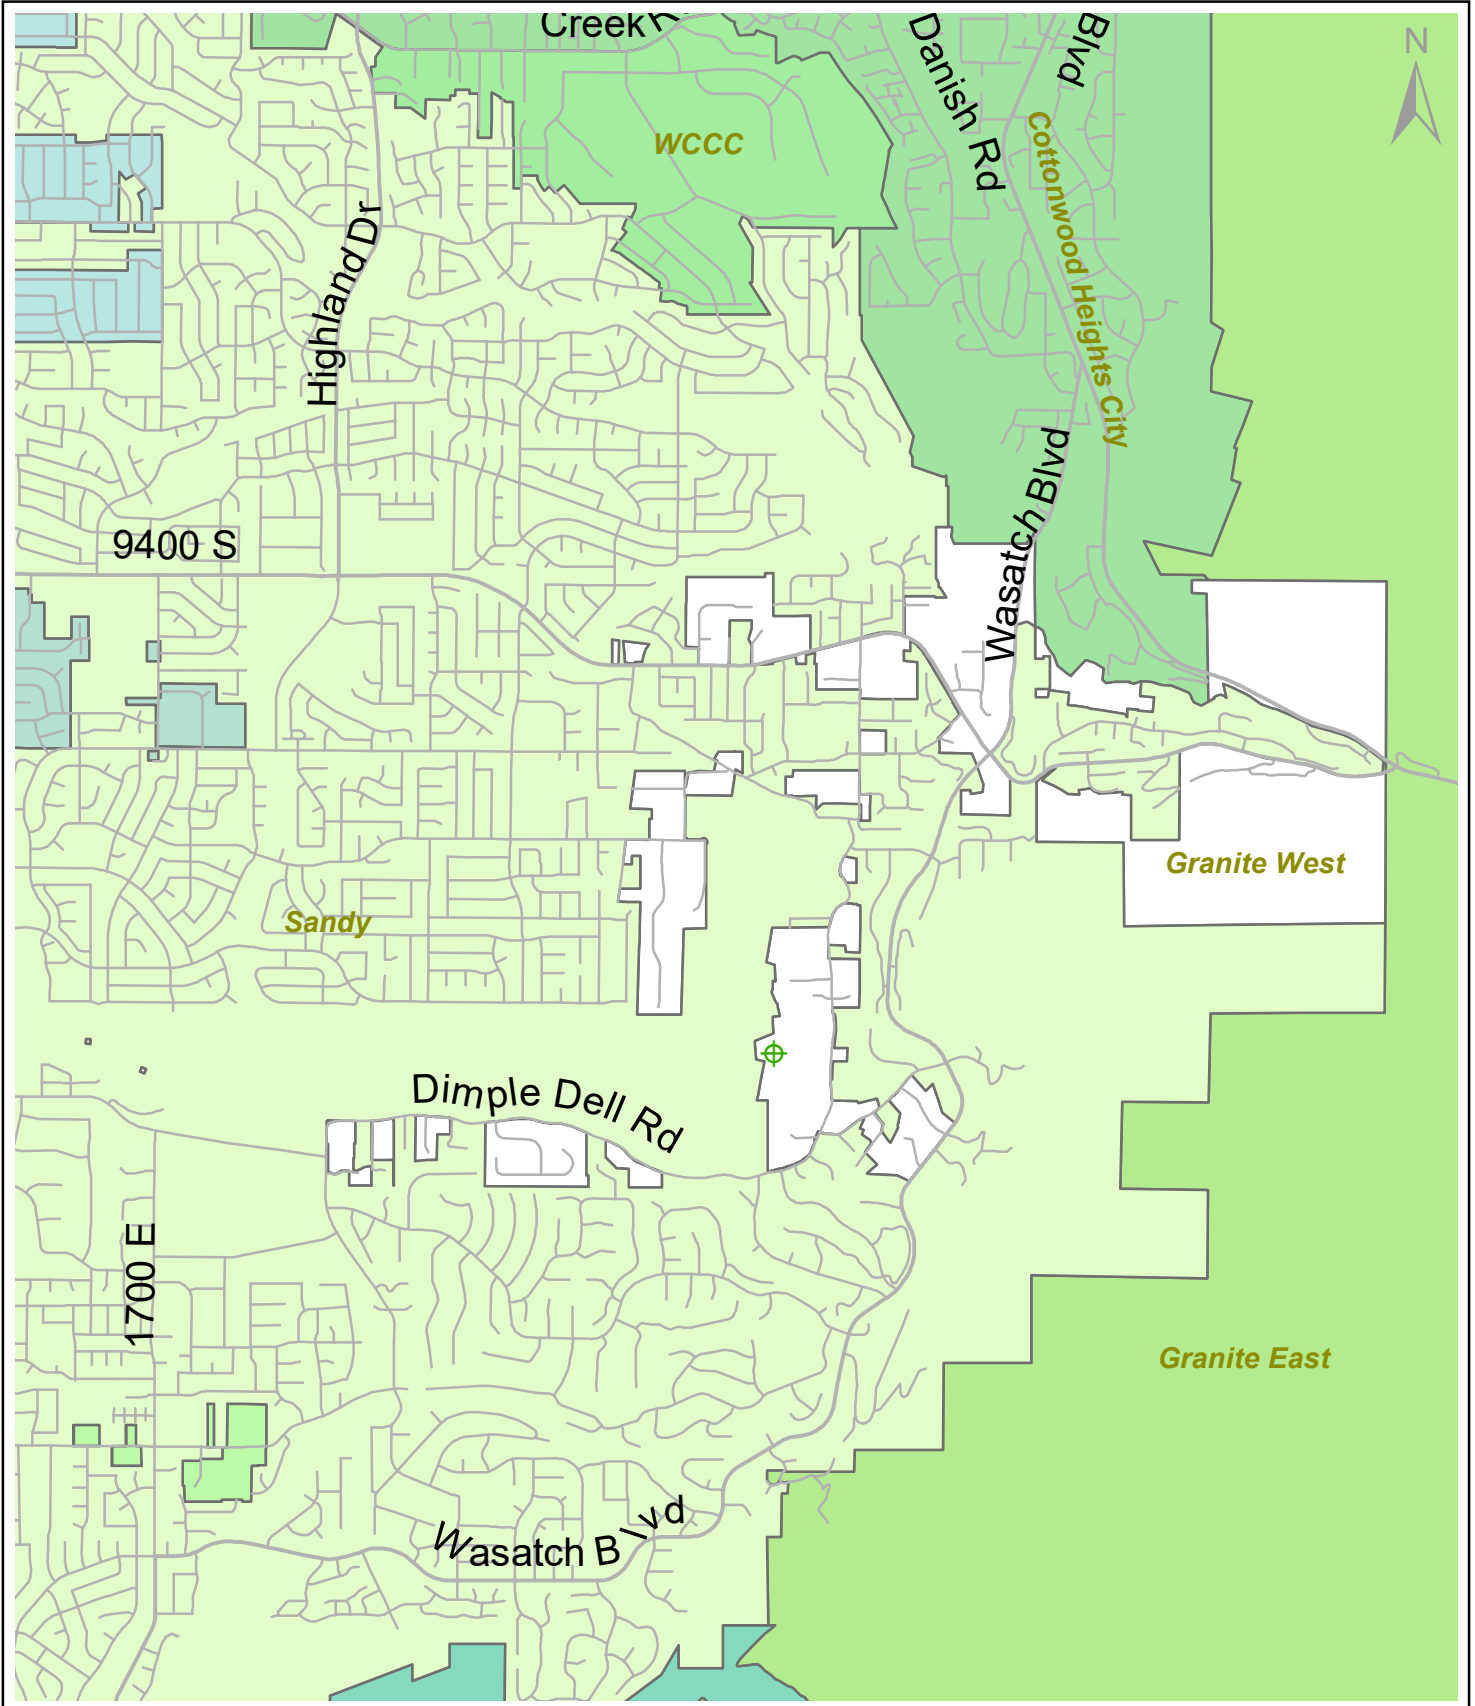 Creek R
Danish Rd
Blvd
N
WCCC
Cottonwood Heights City
Highland Dr
Wasatch Blvd
9400 S
Granite West
Sandy
Dimple Dell Rd
1700 E
Granite East
Wasatch Blvd